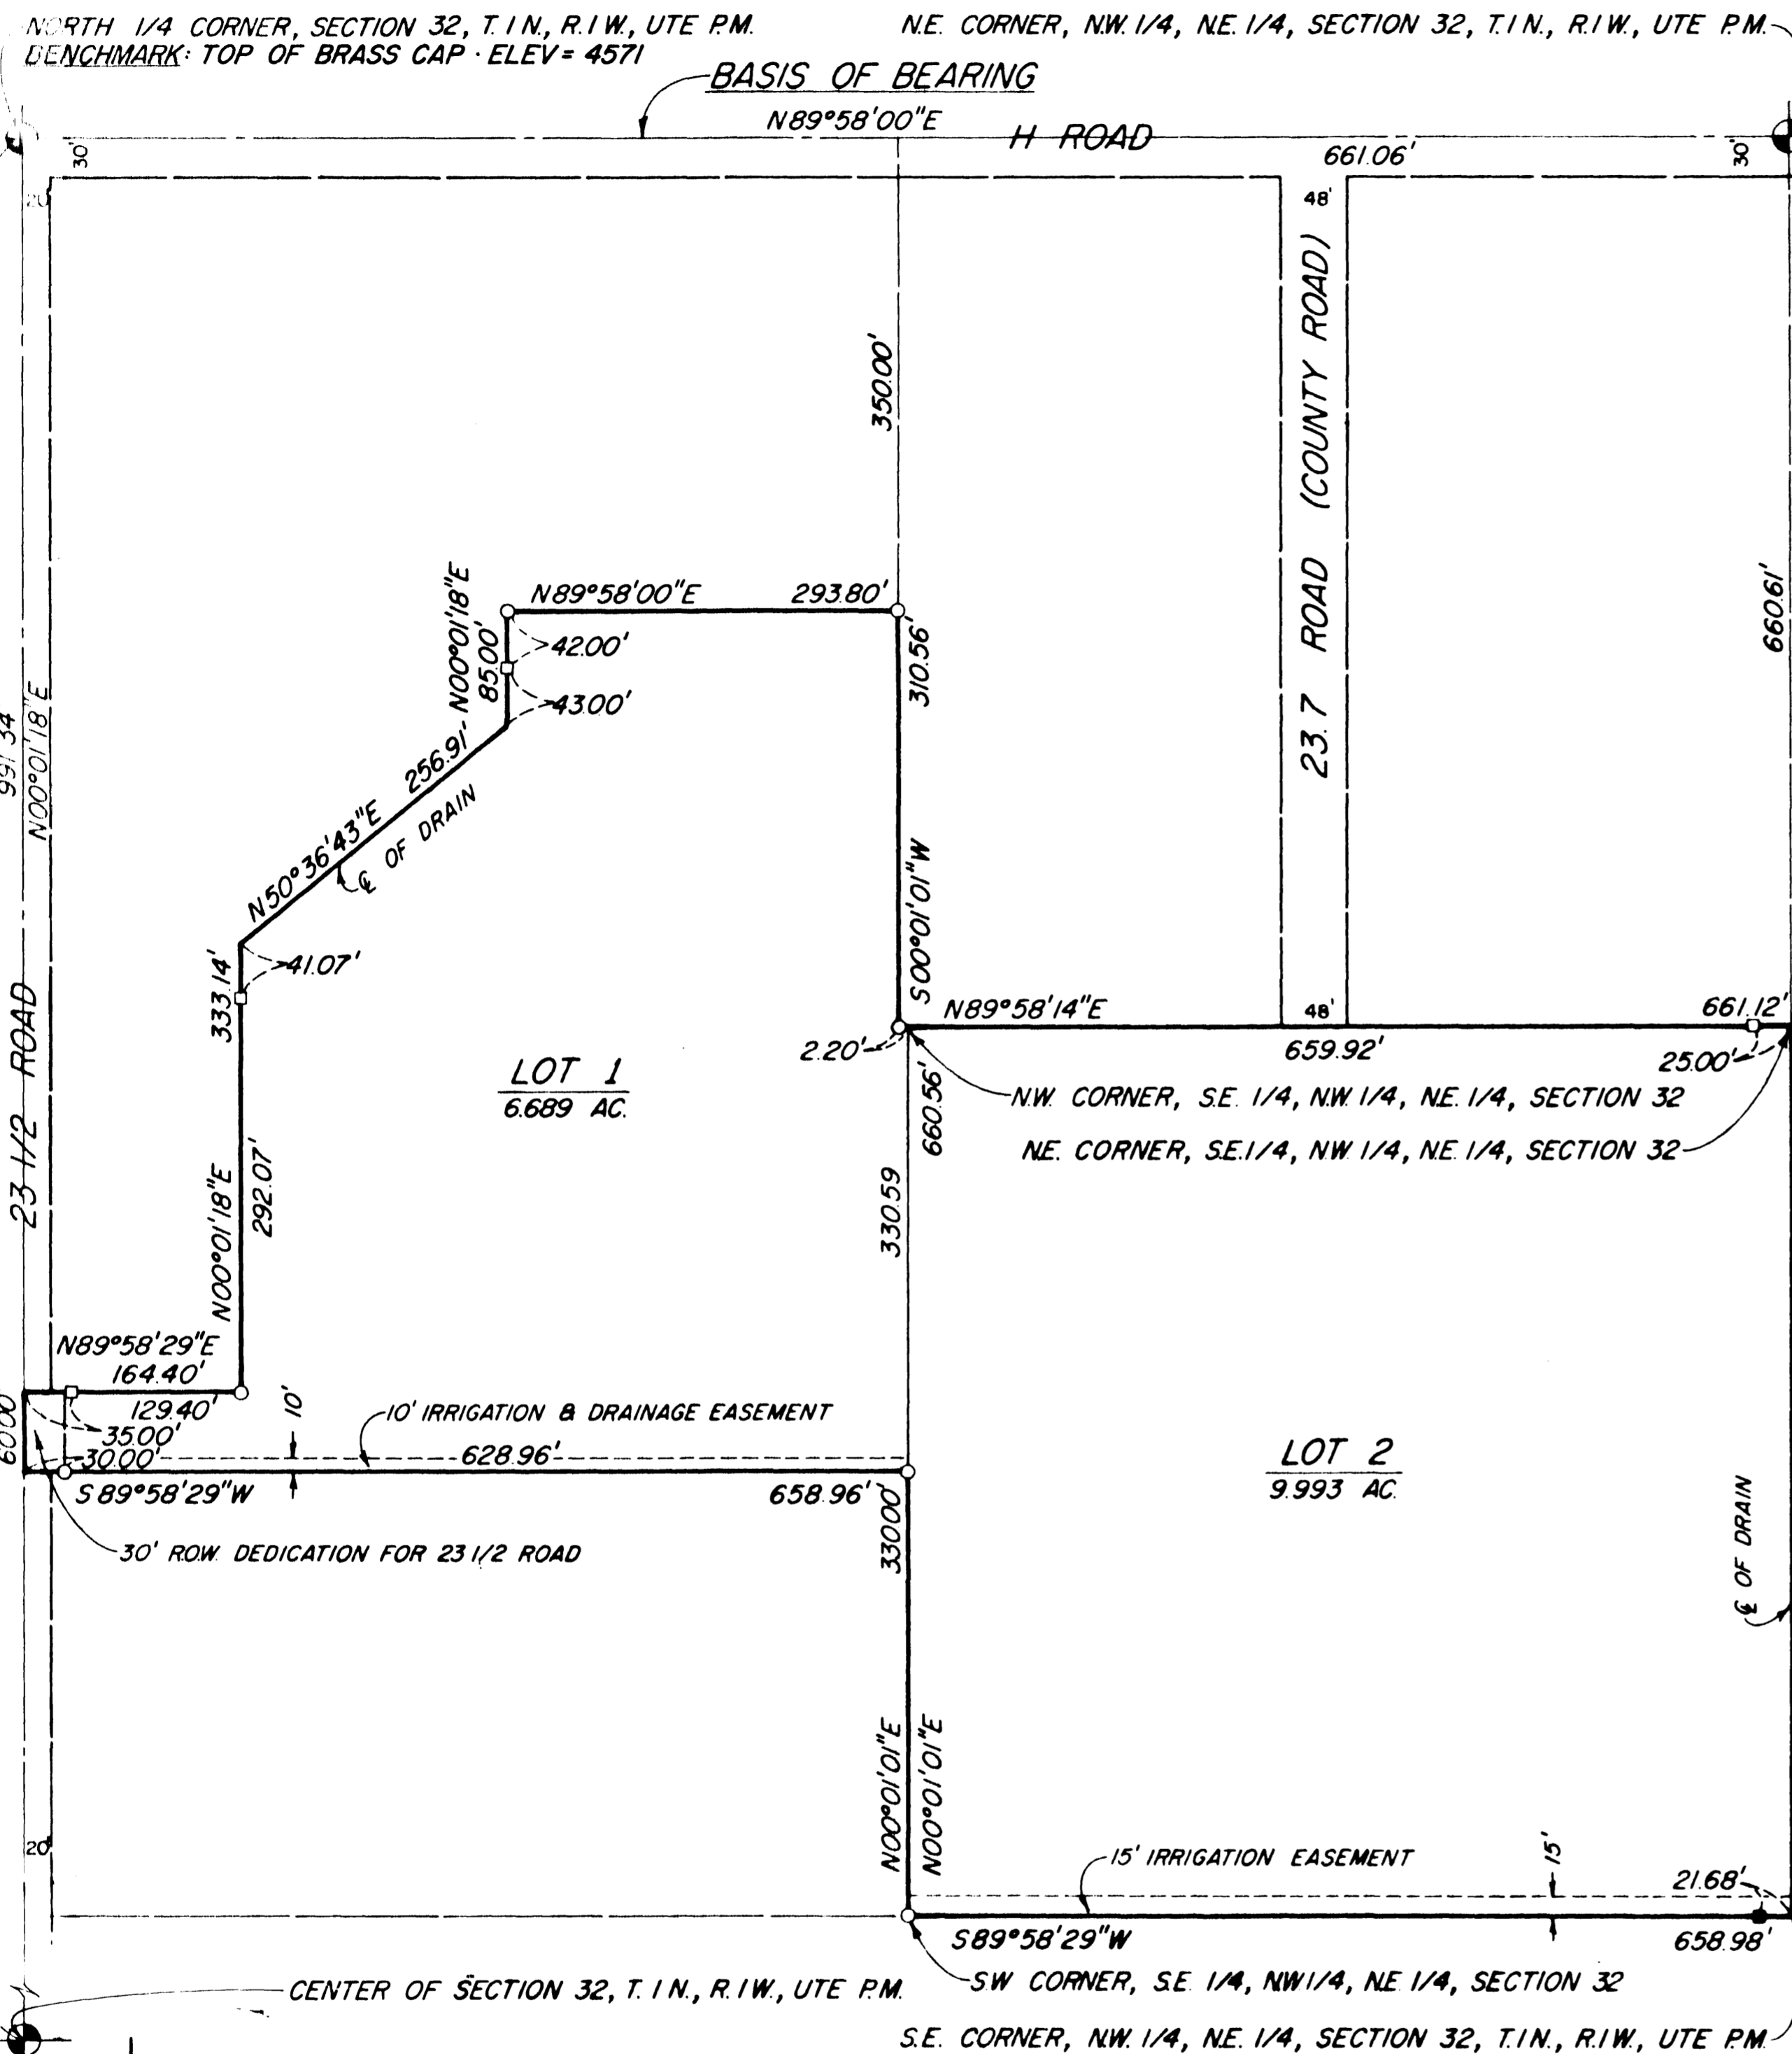 NORTH 1/4 CORNER, SECTION 32, T.1N., R.1W., UTE P.M.
BENCHMARK: TOP OF BRASS CAP · ELEV = 4571
N.E. CORNER, N.W. 1/4, N.E. 1/4, SECTION 32, T.1N., R.1W., UTE P.M.
BASIS OF BEARING
N89°58'00"E
H ROAD
661.06'
30'
30'
20'
48'
23.7 ROAD (COUNTY ROAD)
350.00'
660.61'
N89°58'00"E 293.80'
N00°01'18"E
85.00'
42.00'
43.00'
310.56'
S00°01'01"W
991.34
N00°01'18"E
N50°36'43"E 256.91'
℄ OF DRAIN
333.14'
41.07'
23 1/2 ROAD
N89°58'14"E
48'
661.12'
2.20'
659.92'
25.00'
LOT 1
6.689 AC.
N.W. CORNER, S.E. 1/4, N.W. 1/4, N.E. 1/4, SECTION 32
660.56'
N.E. CORNER, S.E. 1/4, N.W. 1/4, N.E. 1/4, SECTION 32
N00°01'18"E
292.07'
330.59
N89°58'29"E
164.40'
129.40'
10'
60.00
35.00'
30.00'
10' IRRIGATION & DRAINAGE EASEMENT
628.96'
S89°58'29"W
658.96'
LOT 2
9.993 AC.
30' R.O.W. DEDICATION FOR 23 1/2 ROAD
330.00'
℄ OF DRAIN
N00°01'01"E
N00°01'01"E
20'
15' IRRIGATION EASEMENT
15'
21.68'
S89°58'29"W
658.98'
CENTER OF SECTION 32, T.1N., R.1W., UTE P.M.
S.W. CORNER, S.E. 1/4, N.W. 1/4, N.E. 1/4, SECTION 32
S.E. CORNER, N.W. 1/4, N.E. 1/4, SECTION 32, T.1N., R.1W., UTE P.M.